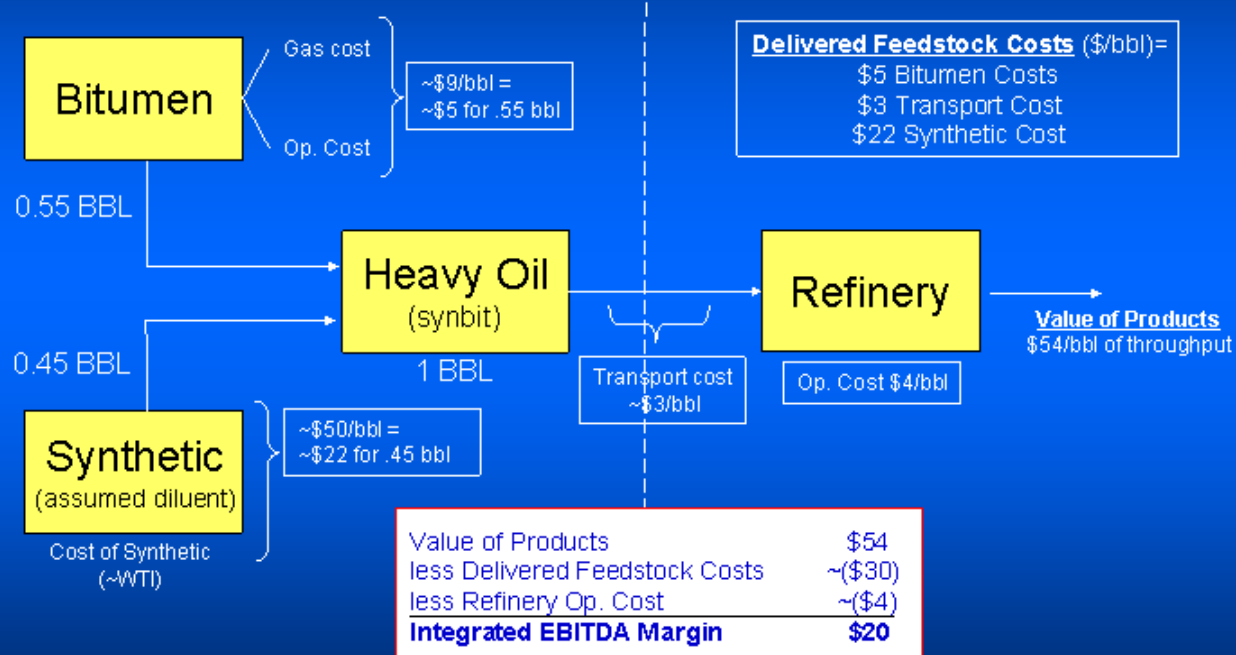 Bitumen
Gas cost
Op. Cost
~$9/bbl =
~$5 for .55 bbl
Delivered Feedstock Costs ($/bbl)=
$5 Bitumen Costs
$3 Transport Cost
$22 Synthetic Cost
0.55 BBL
Heavy Oil
(synbit)
1 BBL
Refinery
Value of Products
$54/bbl of throughput
Transport cost
~$3/bbl
Op. Cost $4/bbl
0.45 BBL
Synthetic
(assumed diluent)
~$50/bbl =
~$22 for .45 bbl
Cost of Synthetic
(~WTI)
Value of Products $54
less Delivered Feedstock Costs ~($30)
less Refinery Op. Cost ~($4)
Integrated EBITDA Margin $20